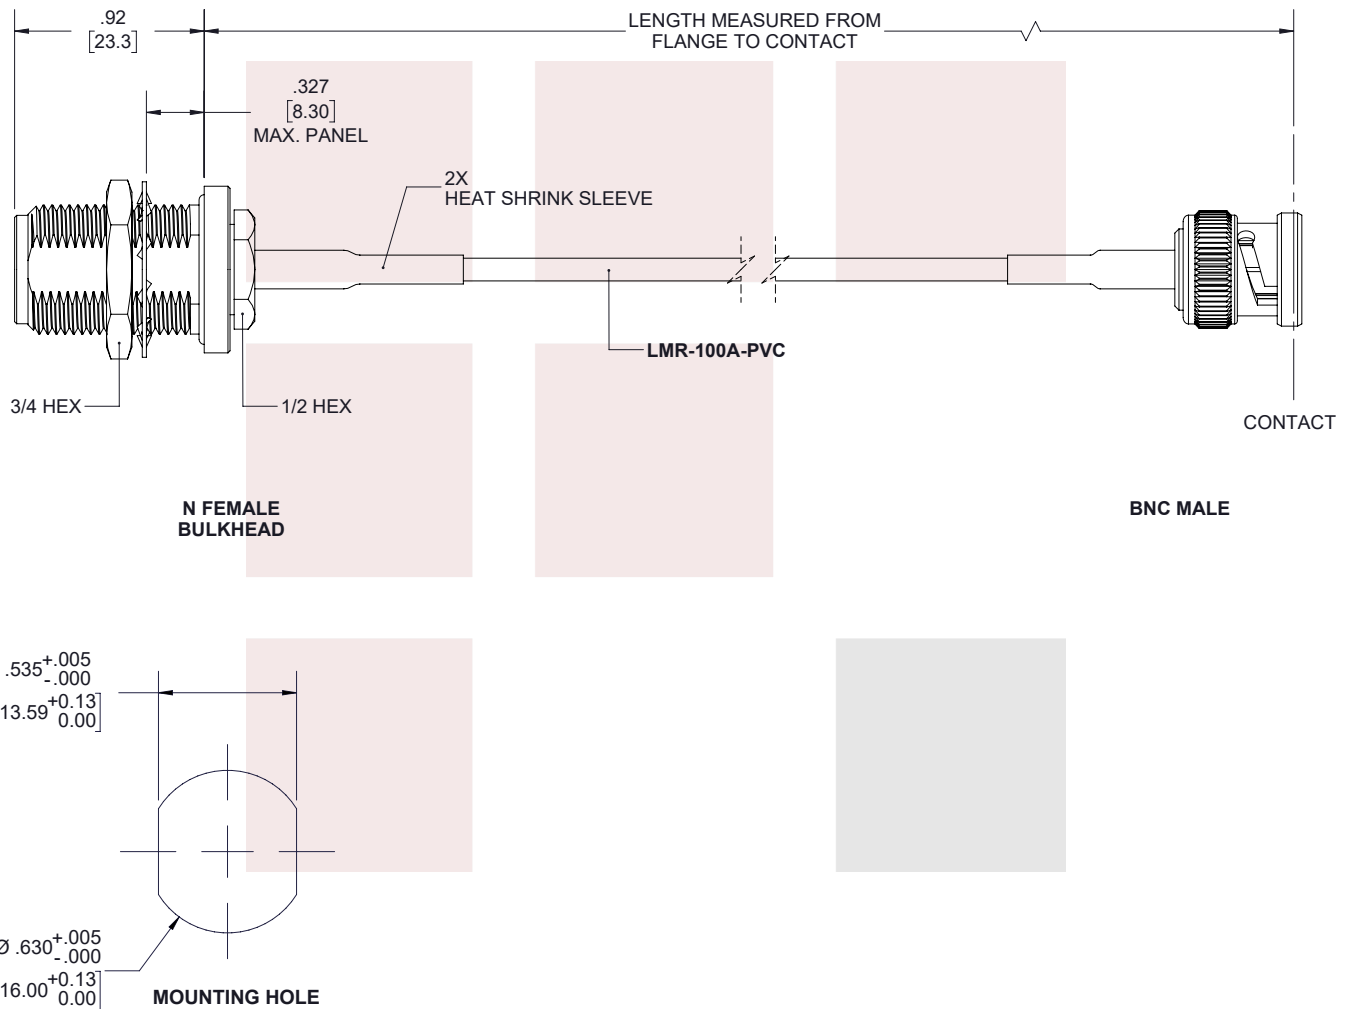 .92
[23.3]
LENGTH MEASURED FROM
FLANGE TO CONTACT
.327
[8.30]
MAX. PANEL
2X
HEAT SHRINK SLEEVE
LMR-100A-PVC
3/4 HEX
1/2 HEX
CONTACT
N FEMALE
BULKHEAD
BNC MALE
.535 +.005
-.000
13.59 +0.13
0.00]
Ø .630 +.005
-.000
16.00 +0.13
0.00]
MOUNTING HOLE